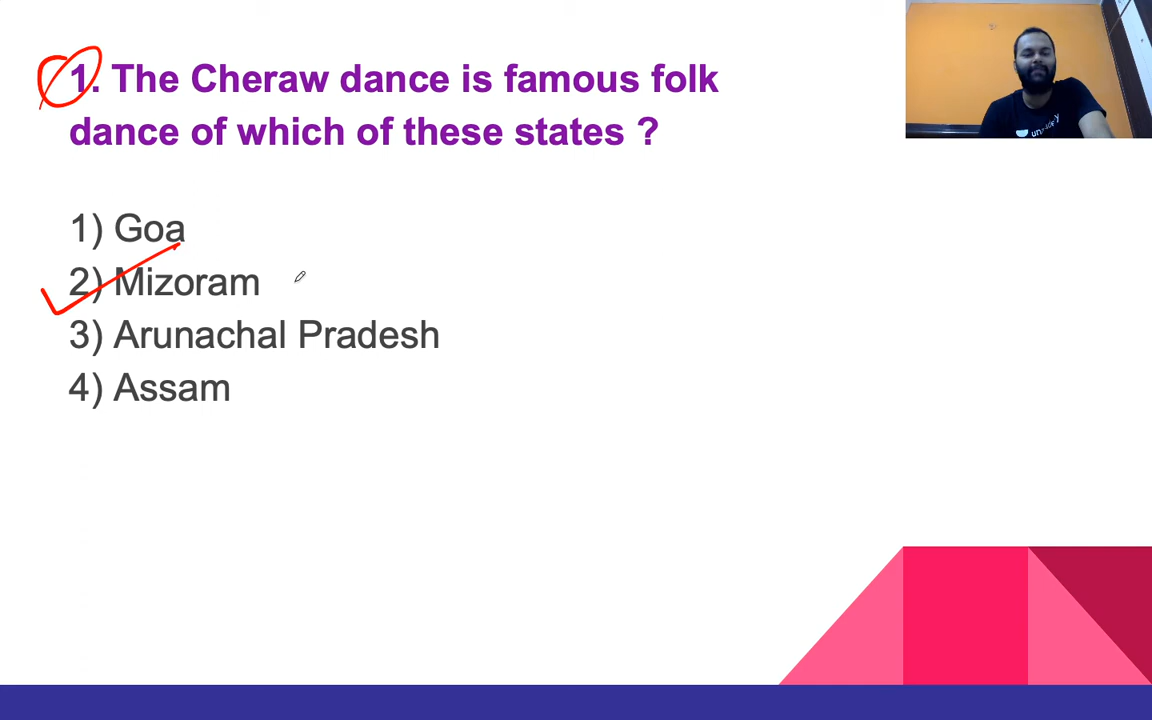 1. The Cheraw dance is famous folk
dance of which of these states ?
1) Goa
2) Mizoram
3) Arunachal Pradesh
4) Assam